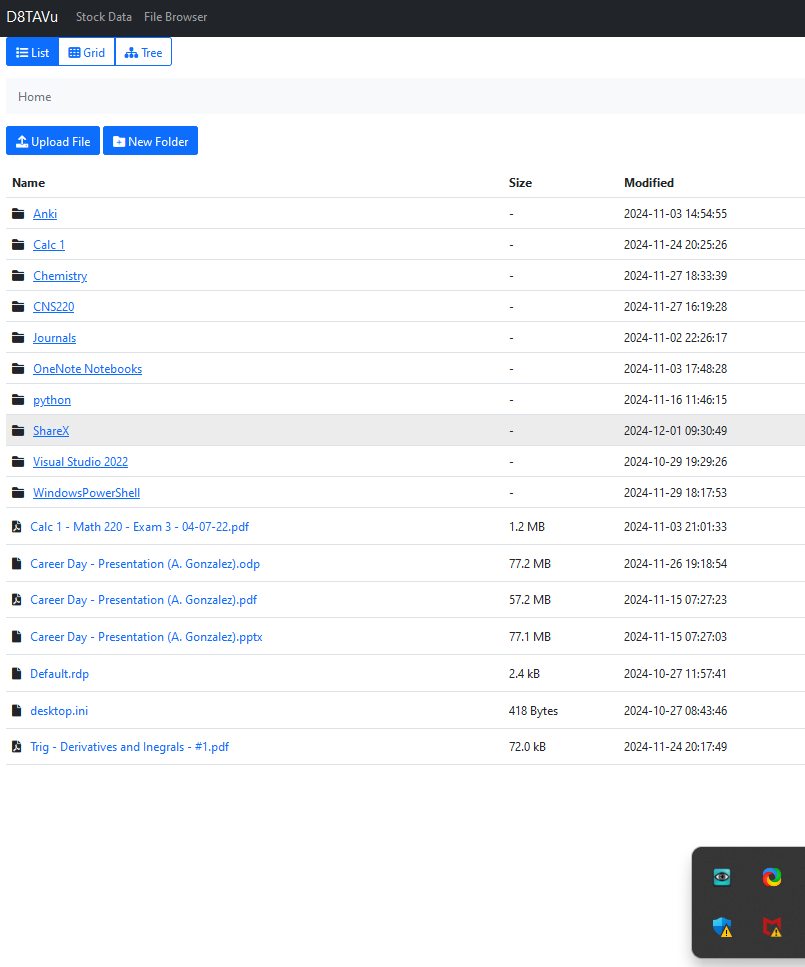 D8TAVu Stock Data File Browser
List Grid Tree
Home
Upload File New Folder
Name Size Modified
Anki - 2024-11-03 14:54:55
Calc 1 - 2024-11-24 20:25:26
Chemistry - 2024-11-27 18:33:39
CNS220 - 2024-11-27 16:19:28
Journals - 2024-11-02 22:26:17
OneNote Notebooks - 2024-11-03 17:48:28
python - 2024-11-16 11:46:15
ShareX - 2024-12-01 09:30:49
Visual Studio 2022 - 2024-10-29 19:29:26
WindowsPowerShell - 2024-11-29 18:17:53
Calc 1 - Math 220 - Exam 3 - 04-07-22.pdf 1.2 MB 2024-11-03 21:01:33
Career Day - Presentation (A. Gonzalez).odp 77.2 MB 2024-11-26 19:18:54
Career Day - Presentation (A. Gonzalez).pdf 57.2 MB 2024-11-15 07:27:23
Career Day - Presentation (A. Gonzalez).pptx 77.1 MB 2024-11-15 07:27:03
Default.rdp 2.4 kB 2024-10-27 11:57:41
desktop.ini 418 Bytes 2024-10-27 08:43:46
Trig - Derivatives and Inegrals - #1.pdf 72.0 kB 2024-11-24 20:17:49